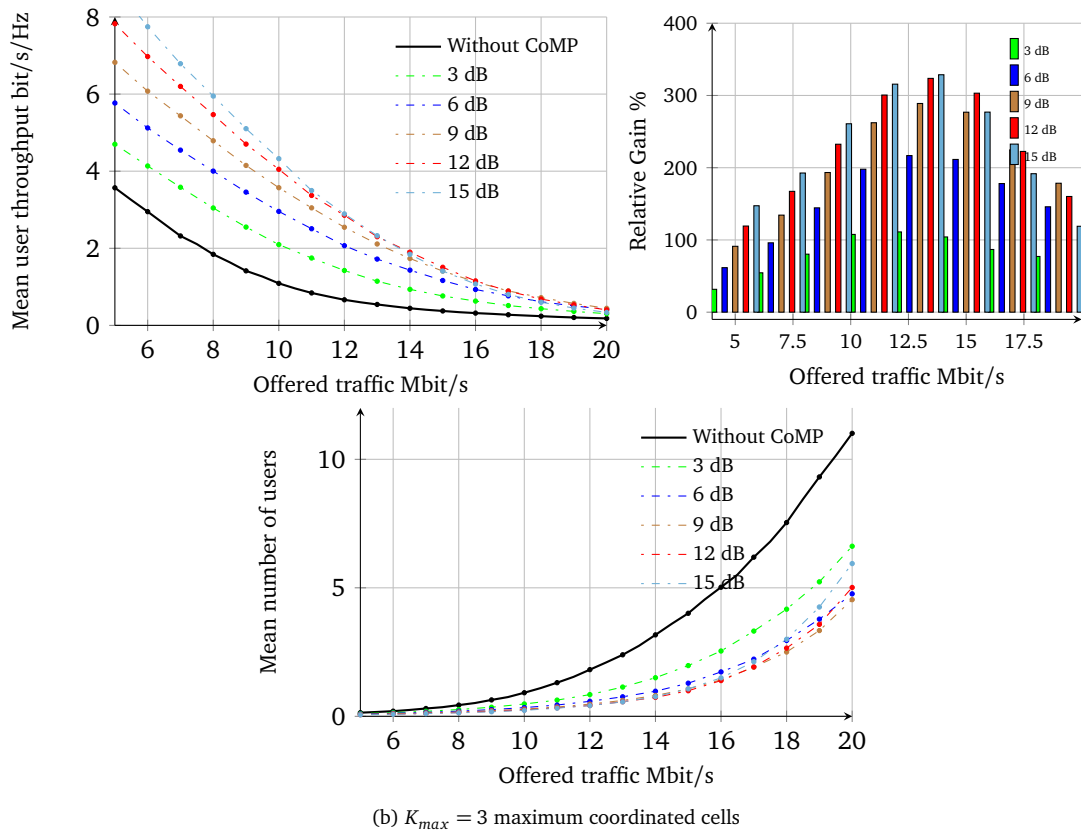 Mean user throughput bit/s/Hz
8
6
4
2
0
6 8 10 12 14 16 18 20
Offered traffic Mbit/s
Without CoMP
3 dB
6 dB
9 dB
12 dB
15 dB
Relative Gain %
400
300
200
100
0
5 7.5 10 12.5 15 17.5
Offered traffic Mbit/s
3 dB
6 dB
9 dB
12 dB
15 dB
Mean number of users
10
5
0
6 8 10 12 14 16 18 20
Offered traffic Mbit/s
Without CoMP
3 dB
6 dB
9 dB
12 dB
15 dB
(b) K_max = 3 maximum coordinated cells